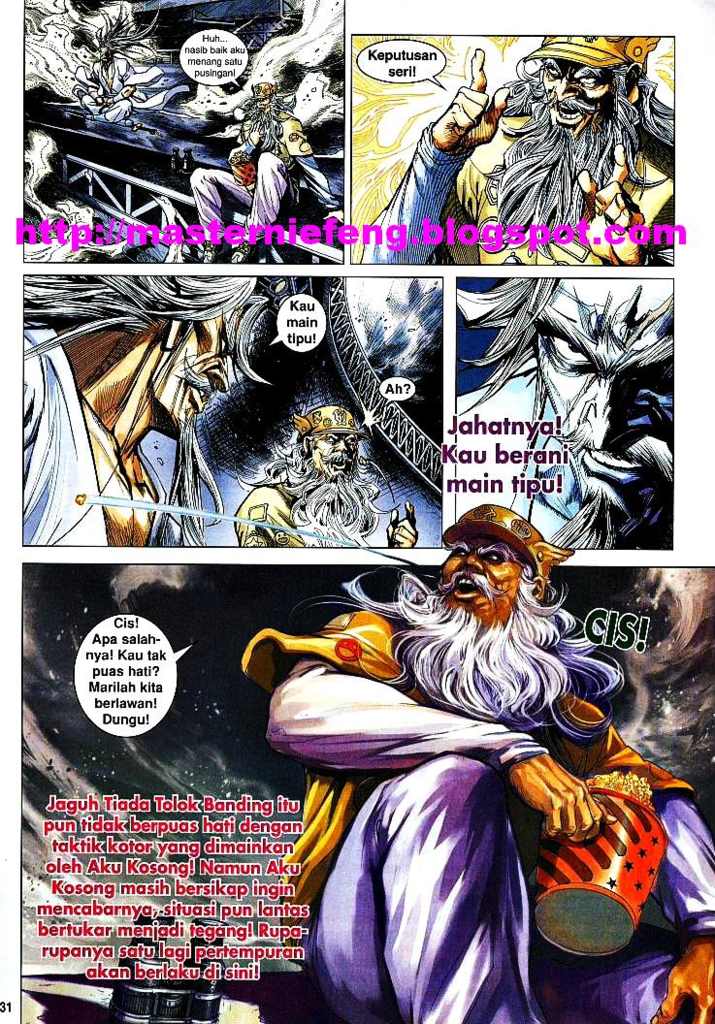 Huh...
nasib baik aku
menang satu
pusingan!
Keputusan
seri!
http://masterniefeng.blogspot.com
Kau
main
tipu!
Ah?
Jahatnya!
Kau berani
main tipu!
CIS!
Cis!
Apa salah-
nya! Kau tak
puas hati?
Marilah kita
berlawan!
Dungu!
Jaguh Tiada Tolok Banding itu
pun tidak berpuas hati dengan
taktik kotor yang dimainkan
oleh Aku Kosong! Namun Aku
Kosong masih bersikap ingin
mencabarnya, situasi pun lantas
bertukar menjadi tegang! Rupa-
rupanya satu lagi pertempuran
akan berlaku di sini!
31